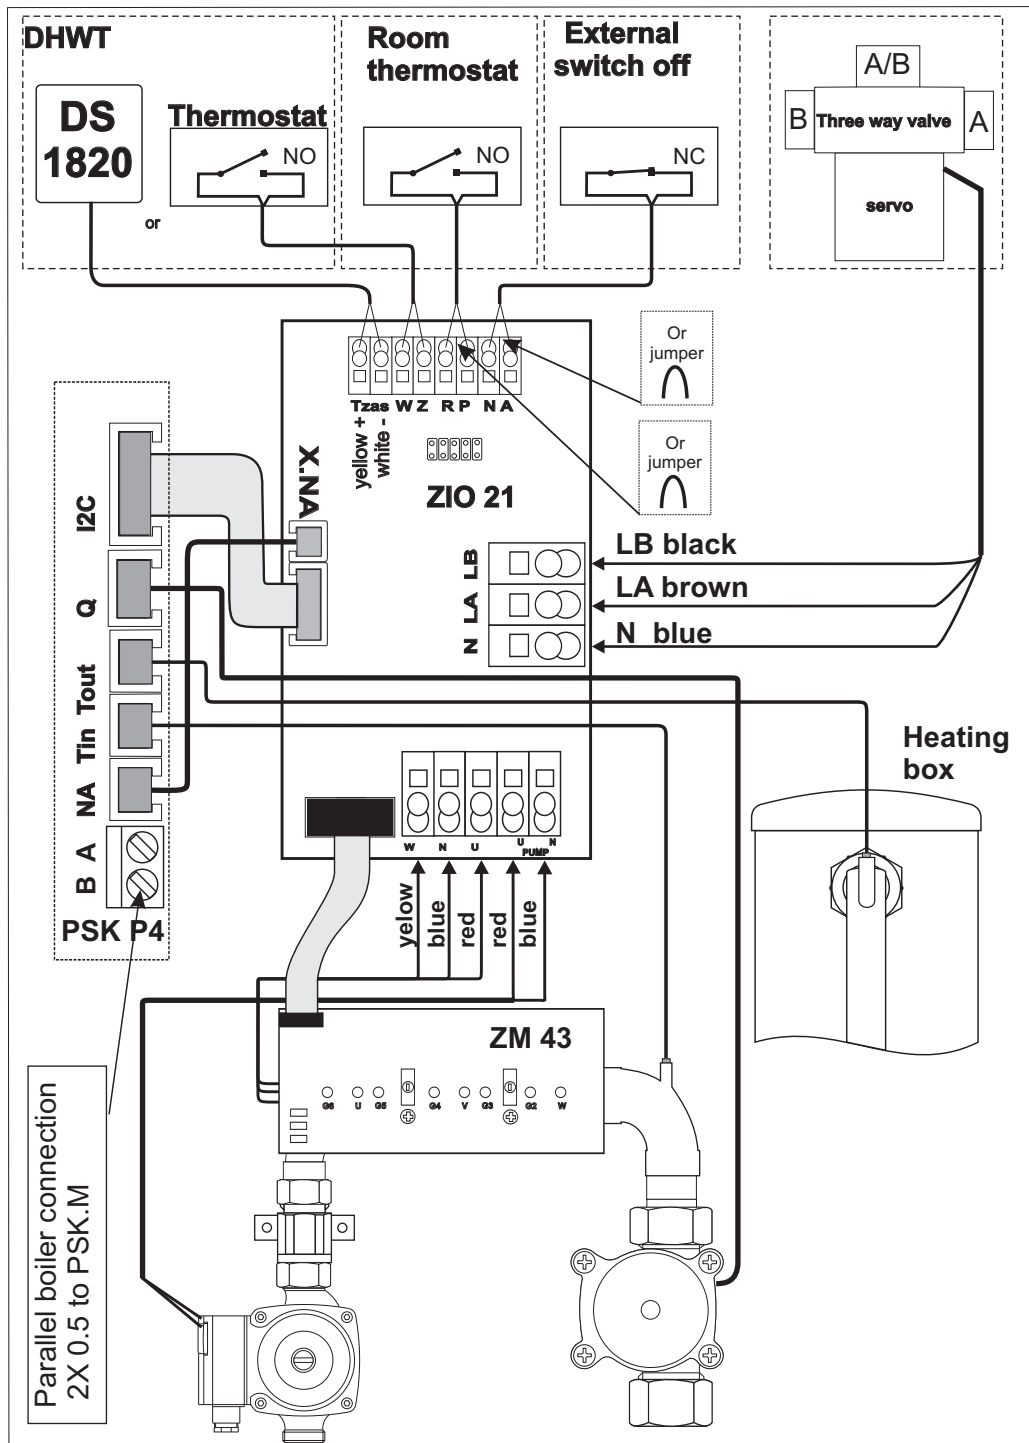 DHWT
DS
1820
or
Thermostat
NO
Room
thermostat
NO
External
switch off
NC
A/B
B
Three way valve
A
servo
Or
jumper
Or
jumper
Tzas W Z R P N A
yellow +
white -
X.NA
ZIO 21
LB
LA
N
LB black
LA brown
N blue
I2C
Q
Tout
Tin
NA
B A
PSK P4
Heating
box
W N U U N
PUMP
yelow
blue
red
red
blue
ZM 43
G6 U G5 G4 V G3 G2 W
Parallel boiler connection
2X 0.5 to PSK.M